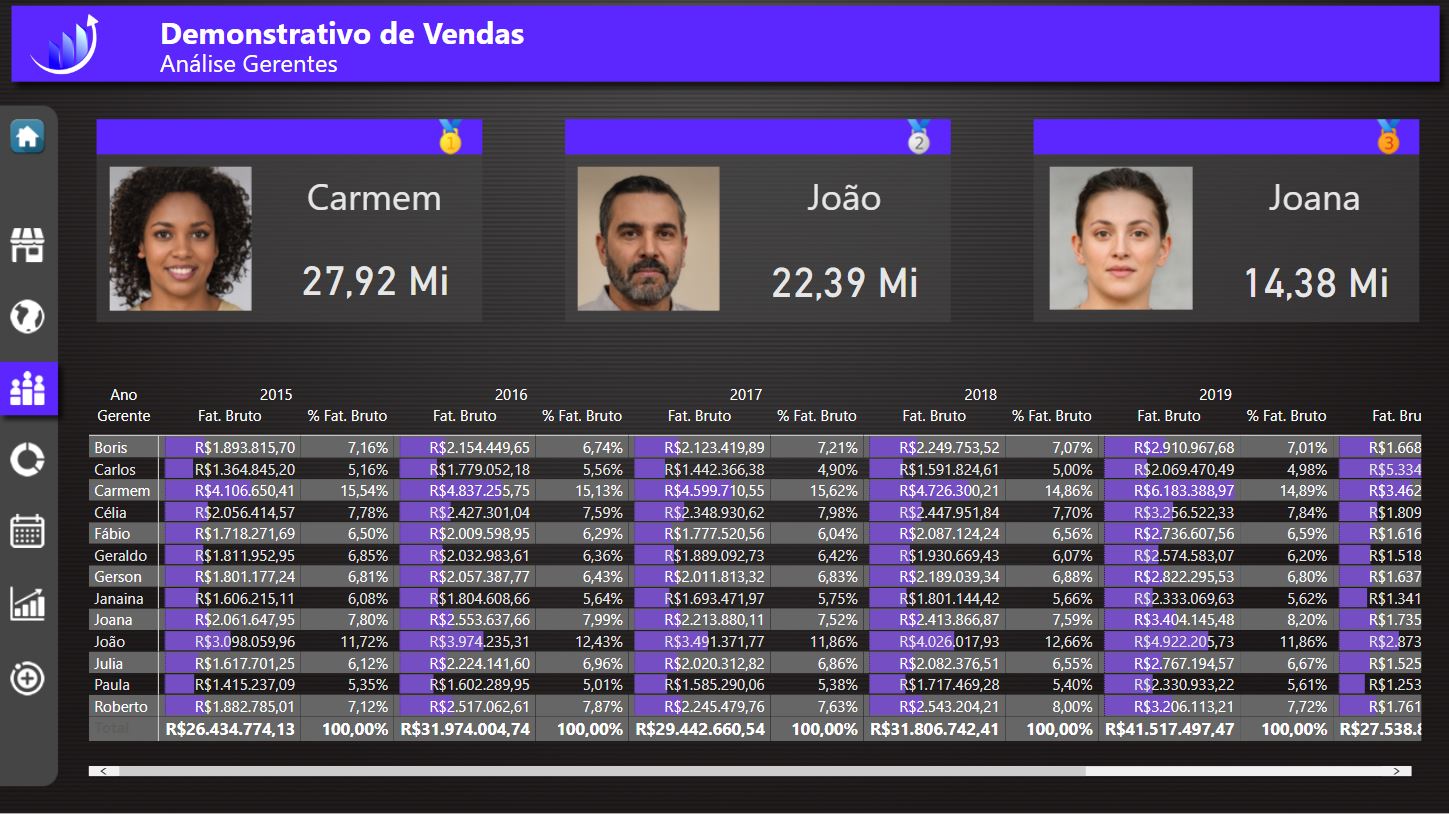 Demonstrativo de Vendas
Análise Gerentes
1 2 3
Carmem João Joana
27,92 Mi 22,39 Mi 14,38 Mi
Ano 2015 2016 2017 2018 2019
Gerente Fat. Bruto % Fat. Bruto Fat. Bruto % Fat. Bruto Fat. Bruto % Fat. Bruto Fat. Bruto % Fat. Bruto Fat. Bruto % Fat. Bruto Fat. Bru
Boris R$1.893.815,70 7,16% R$2.154.449,65 6,74% R$2.123.419,89 7,21% R$2.249.753,52 7,07% R$2.910.967,68 7,01% R$1.668
Carlos R$1.364.845,20 5,16% R$1.779.052,18 5,56% R$1.442.366,38 4,90% R$1.591.824,61 5,00% R$2.069.470,49 4,98% R$5.334
Carmem R$4.106.650,41 15,54% R$4.837.255,75 15,13% R$4.599.710,55 15,62% R$4.726.300,21 14,86% R$6.183.388,97 14,89% R$3.462
Célia R$2.056.414,57 7,78% R$2.427.301,04 7,59% R$2.348.930,62 7,98% R$2.447.951,84 7,70% R$3.256.522,33 7,84% R$1.809
Fábio R$1.718.271,69 6,50% R$2.009.598,95 6,29% R$1.777.520,56 6,04% R$2.087.124,24 6,56% R$2.736.607,56 6,59% R$1.616
Geraldo R$1.811.952,95 6,85% R$2.032.983,61 6,36% R$1.889.092,73 6,42% R$1.930.669,43 6,07% R$2.574.583,07 6,20% R$1.518
Gerson R$1.801.177,24 6,81% R$2.057.387,77 6,43% R$2.011.813,32 6,83% R$2.189.039,34 6,88% R$2.822.295,53 6,80% R$1.637
Janaina R$1.606.215,11 6,08% R$1.804.608,66 5,64% R$1.693.471,97 5,75% R$1.801.144,42 5,66% R$2.333.069,63 5,62% R$1.341
Joana R$2.061.647,95 7,80% R$2.553.637,66 7,99% R$2.213.880,11 7,52% R$2.413.866,87 7,59% R$3.404.145,48 8,20% R$1.735
João R$3.098.059,96 11,72% R$3.974.235,31 12,43% R$3.491.371,77 11,86% R$4.026.017,93 12,66% R$4.922.205,73 11,86% R$2.873
Julia R$1.617.701,25 6,12% R$2.224.141,60 6,96% R$2.020.312,82 6,86% R$2.082.376,51 6,55% R$2.767.194,57 6,67% R$1.525
Paula R$1.415.237,09 5,35% R$1.602.289,95 5,01% R$1.585.290,06 5,38% R$1.717.469,28 5,40% R$2.330.933,22 5,61% R$1.253
Roberto R$1.882.785,01 7,12% R$2.517.062,61 7,87% R$2.245.479,76 7,63% R$2.543.204,21 8,00% R$3.206.113,21 7,72% R$1.761
Total R$26.434.774,13 100,00% R$31.974.004,74 100,00% R$29.442.660,54 100,00% R$31.806.742,41 100,00% R$41.517.497,47 100,00% R$27.538.8